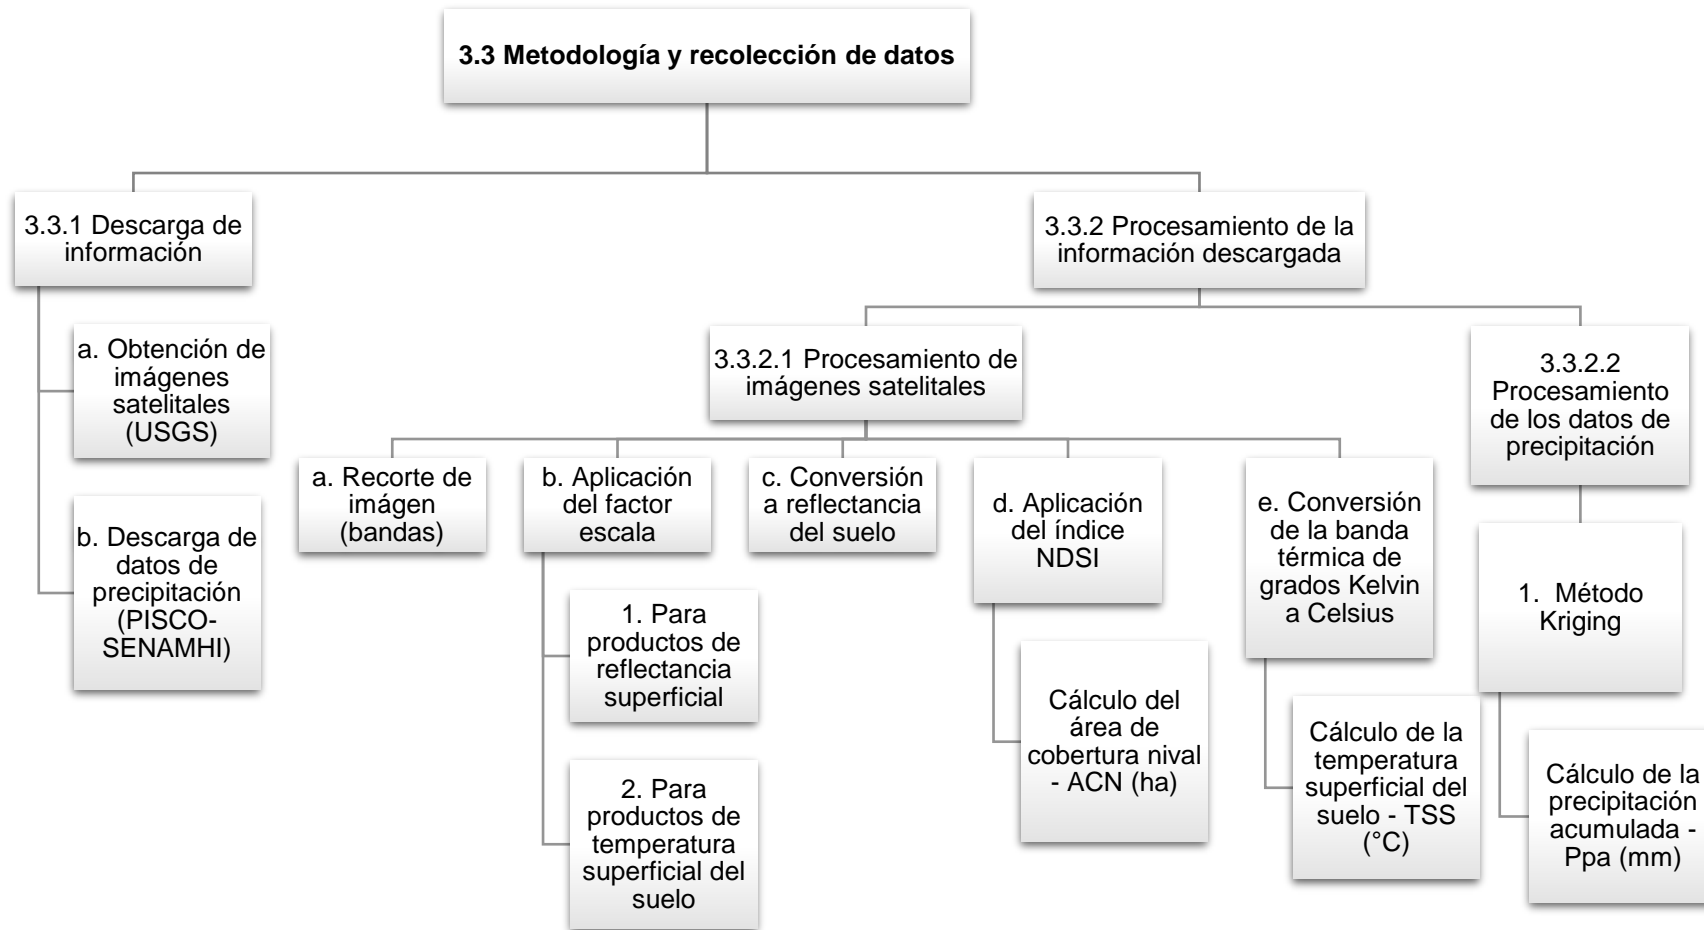 3.3 Metodología y recolección de datos
3.3.1 Descarga de
información
a. Obtención de
imágenes
satelitales
(USGS)
b. Descarga de
datos de
precipitación
(PISCO-
SENAMHI)
3.3.2 Procesamiento de la
información descargada
3.3.2.1 Procesamiento de
imágenes satelitales
a. Recorte de
imágen
(bandas)
b. Aplicación
del factor
escala
1. Para
productos de
reflectancia
superficial
2. Para
productos de
temperatura
superficial del
suelo
c. Conversión
a reflectancia
del suelo
d. Aplicación
del índice
NDSI
Cálculo del
área de
cobertura nival
- ACN (ha)
e. Conversión
de la banda
térmica de
grados Kelvin
a Celsius
Cálculo de la
temperatura
superficial del
suelo - TSS
(°C)
3.3.2.2
Procesamiento
de los datos de
precipitación
1. Método
Kriging
Cálculo de la
precipitación
acumulada -
Ppa (mm)